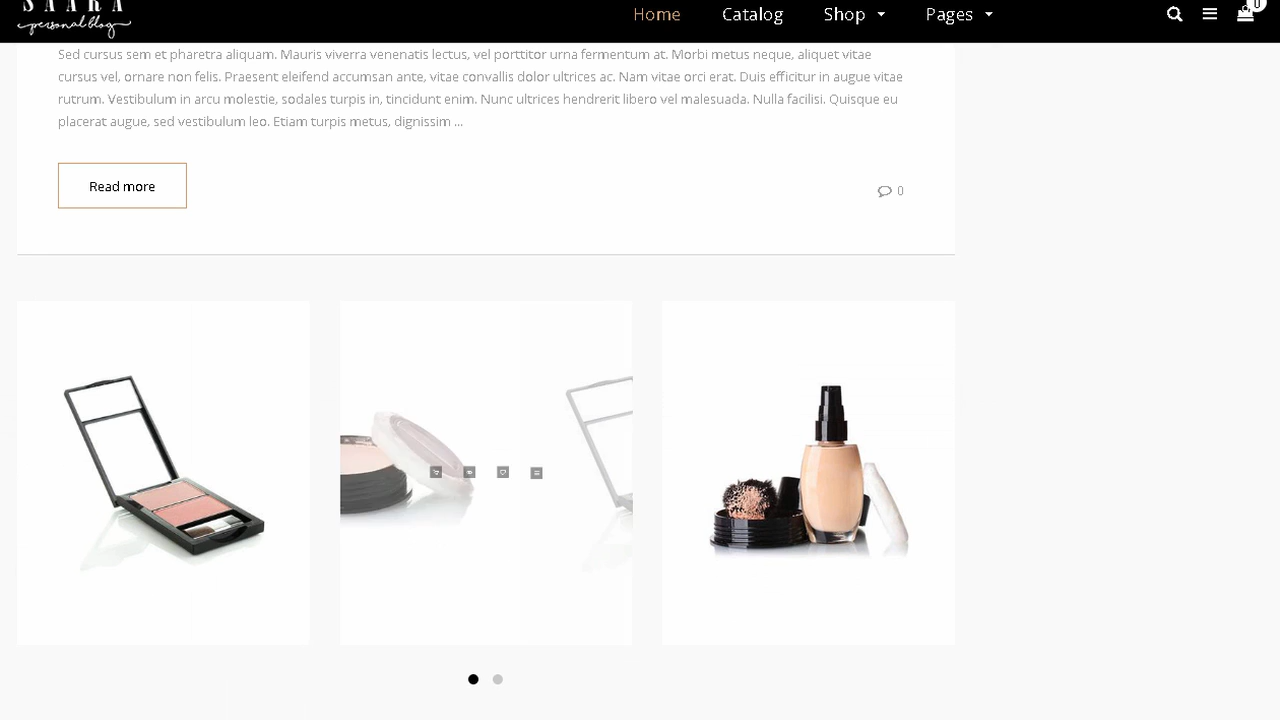 SAARA
personal blog
Home Catalog Shop Pages
0
Sed cursus sem et pharetra aliquam. Mauris viverra venenatis lectus, vel porttitor urna fermentum at. Morbi metus neque, aliquet vitae
cursus vel, ornare non felis. Praesent eleifend accumsan ante, vitae convallis dolor ultrices ac. Nam vitae orci erat. Duis efficitur in augue vitae
rutrum. Vestibulum in arcu molestie, sodales turpis in, tincidunt enim. Nunc ultrices hendrerit libero vel malesuada. Nulla facilisi. Quisque eu
placerat augue, sed vestibulum leo. Etiam turpis metus, dignissim ...
Read more
0